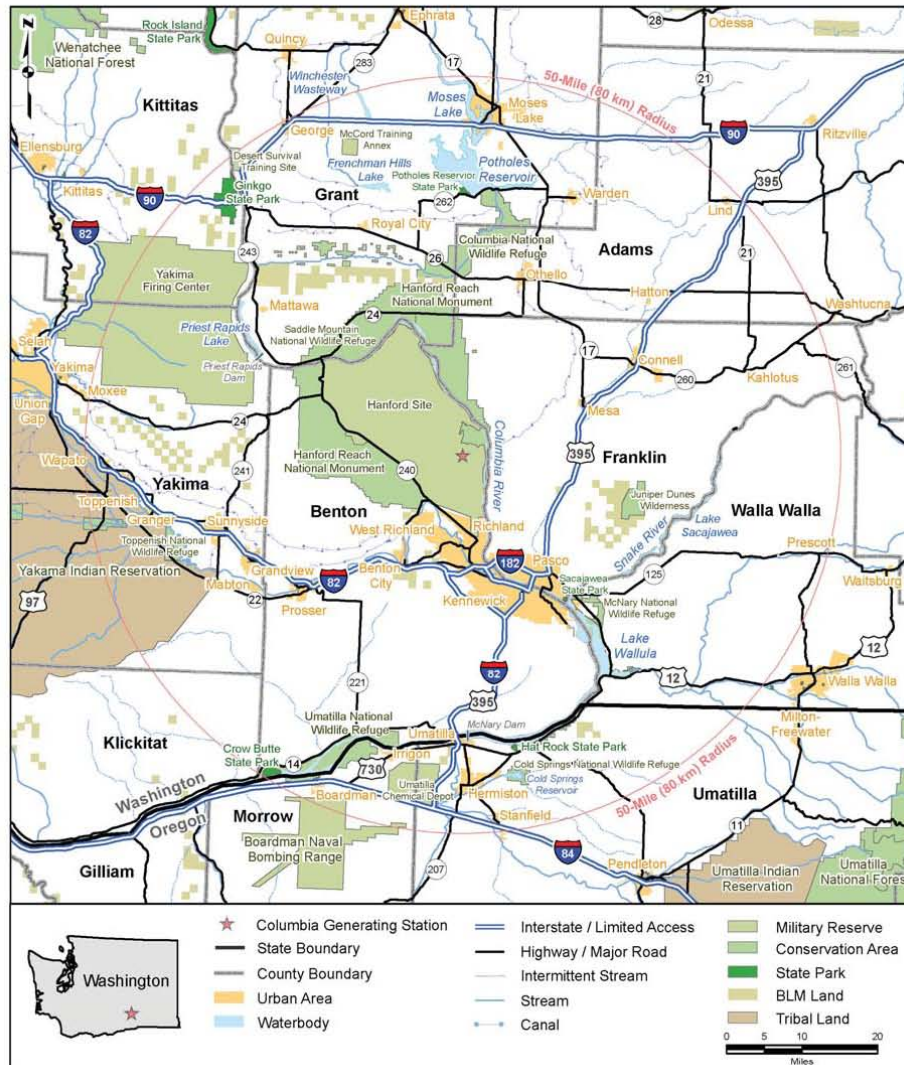 Rock Island
State Park
Ephrata
28
Odessa
Wenatchee
National Forest
Quincy
Winchester
Wasteway
283
17
21
Kittitas
50-Mile (80 km) Radius
Moses
Lake
Moses
Lake
George
90
Ritzville
Ellensburg
Desert Survival
Training Site
McCord Training
Annex
Frenchman Hills
Lake
Potholes
Reservoir
395
Kittitas
90
Ginkgo
State Park
Grant
Potholes Reservoir
State Park
262
Warden
Lind
82
Royal City
Columbia National
Wildlife Refuge
Adams
243
26
21
Yakima
Firing Center
Othello
Hatton
Mattawa
Hanford Reach
National Monument
24
Washtucna
Priest Rapids
Lake
Saddle Mountain
National Wildlife Refuge
Selah
Priest Rapids
Dam
17
Connell
Yakima
Moxee
260
Kahlotus
261
Union
Gap
24
Hanford Site
Mesa
Wapato
241
Hanford Reach
National Monument
240
Columbia River
395
Franklin
Yakima
Toppenish
Granger
Sunnyside
Benton
Juniper Dunes
Wilderness
Walla Walla
Toppenish National
Wildlife Refuge
West Richland
Richland
Snake River
Lake
Sacajawea
Yakama Indian Reservation
Grandview
Benton
City
182
Pasco
Prescott
Mabton
82
Sacajawea
State Park
125
Waitsburg
97
22
Prosser
Kennewick
McNary National
Wildlife Refuge
Lake
Wallula
12
82
221
395
12
Walla Walla
Umatilla National
Wildlife Refuge
Umatilla
McNary Dam
Milton-
Freewater
Klickitat
Crow Butte
State Park
14
Irrigon
Hat Rock State Park
730
Cold Springs National Wildlife Refuge
Cold Springs
Reservoir
Washington
Oregon
Boardman
Umatilla
Chemical Depot
Hermiston
50-Mile (80 km) Radius
Umatilla
Morrow
Stanfield
11
Boardman Naval
Bombing Range
84
Gilliam
207
Pendleton
Umatilla Indian
Reservation
Umatilla
National Forest
Washington
Columbia Generating Station
State Boundary
County Boundary
Urban Area
Waterbody
Interstate / Limited Access
Highway / Major Road
Intermittent Stream
Stream
Canal
Military Reserve
Conservation Area
State Park
BLM Land
Tribal Land
0 5 10 20
Miles